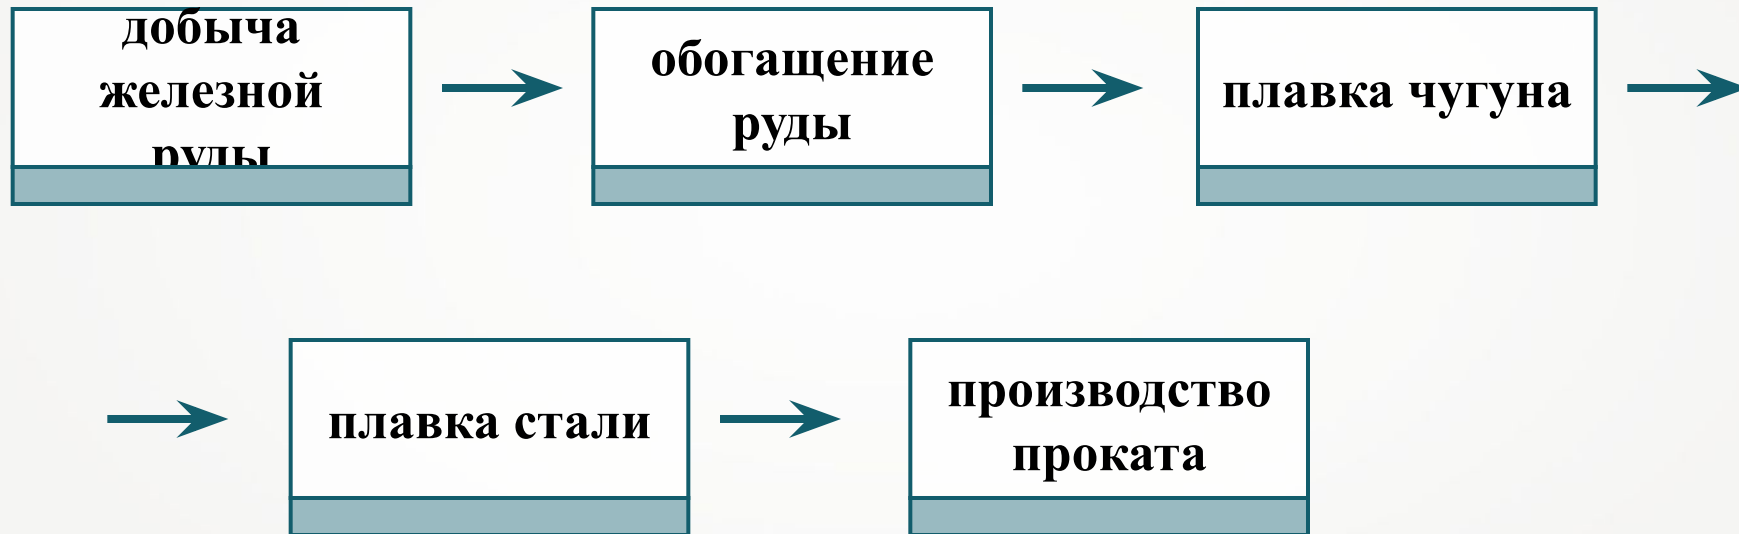 добыча
железной
руды
обогащение
руды
плавка чугуна
плавка стали
производство
проката